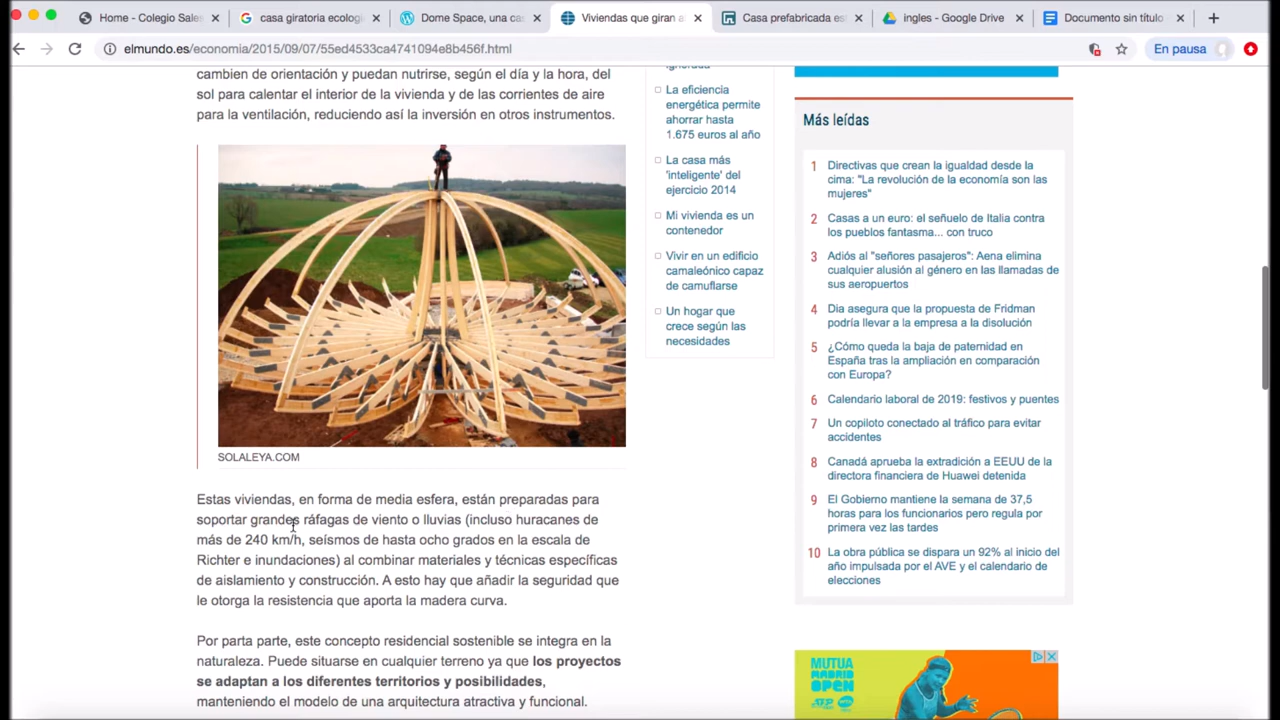 Home - Colegio Sales
casa giratoria ecologi
Dome Space, una cas
Viviendas que giran a
Casa prefabricada es
ingles - Google Drive
Documento sin título
elmundo.es/economia/2015/09/07/55ed4533ca4741094e8b456f.html
En pausa
cambien de orientación y puedan nutrirse, según el día y la hora, del
sol para calentar el interior de la vivienda y de las corrientes de aire
para la ventilación, reduciendo así la inversión en otros instrumentos.
SOLALEYA.COM
Estas viviendas, en forma de media esfera, están preparadas para
soportar grandes ráfagas de viento o lluvias (incluso huracanes de
más de 240 km/h, seísmos de hasta ocho grados en la escala de
Richter e inundaciones) al combinar materiales y técnicas específicas
de aislamiento y construcción. A esto hay que añadir la seguridad que
le otorga la resistencia que aporta la madera curva.
Por parta parte, este concepto residencial sostenible se integra en la
naturaleza. Puede situarse en cualquier terreno ya que los proyectos
se adaptan a los diferentes territorios y posibilidades,
manteniendo el modelo de una arquitectura atractiva y funcional.
La eficiencia
energética permite
ahorrar hasta
1.675 euros al año
La casa más
'inteligente' del
ejercicio 2014
Mi vivienda es un
contenedor
Vivir en un edificio
camaleónico capaz
de camuflarse
Un hogar que
crece según las
necesidades
Más leídas
1 Directivas que crean la igualdad desde la
cima: "La revolución de la economía son las
mujeres"
2 Casas a un euro: el señuelo de Italia contra
los pueblos fantasma... con truco
3 Adiós al "señores pasajeros": Aena elimina
cualquier alusión al género en las llamadas de
sus aeropuertos
4 Dia asegura que la propuesta de Fridman
podría llevar a la empresa a la disolución
5 ¿Cómo queda la baja de paternidad en
España tras la ampliación en comparación
con Europa?
6 Calendario laboral de 2019: festivos y puentes
7 Un copiloto conectado al tráfico para evitar
accidentes
8 Canadá aprueba la extradición a EEUU de la
directora financiera de Huawei detenida
9 El Gobierno mantiene la semana de 37,5
horas para los funcionarios pero regula por
primera vez las tardes
10 La obra pública se dispara un 92% al inicio del
año impulsada por el AVE y el calendario de
elecciones
MUTUA
MADRID
OPEN
ATP